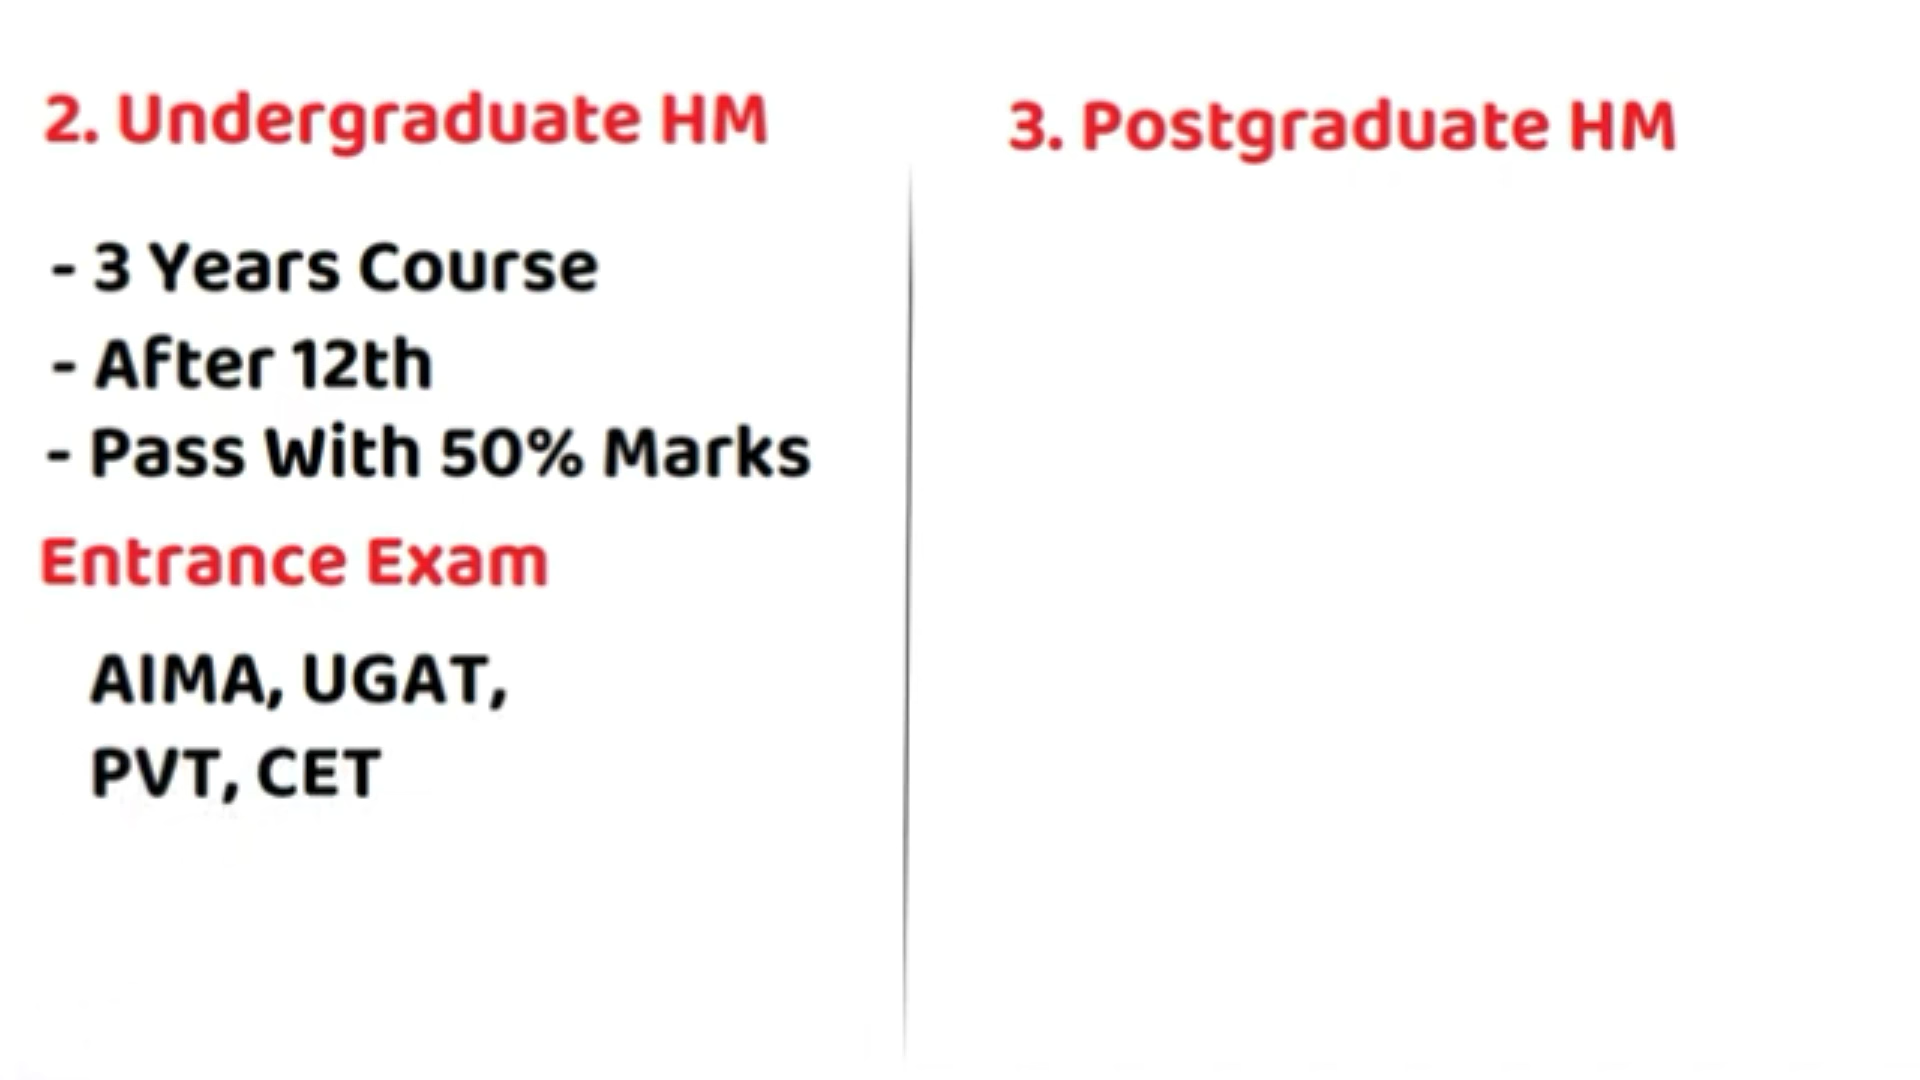 2. Undergraduate HM
- 3 Years Course
- After 12th
- Pass With 50% Marks
Entrance Exam
AIMA, UGAT,
PVT, CET
3. Postgraduate HM